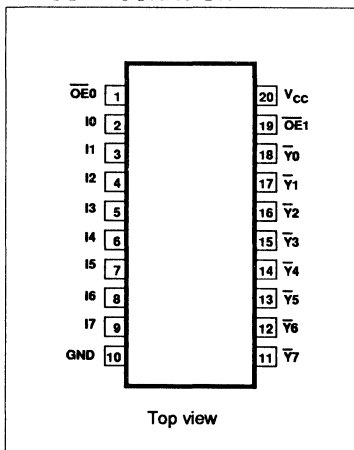 OE0 1 20 VCC
I0 2 19 OE1
I1 3 18 Y0
I2 4 17 Y1
I3 5 16 Y2
I4 6 15 Y3
I5 7 14 Y4
I6 8 13 Y5
I7 9 12 Y6
GND 10 11 Y7
Top view